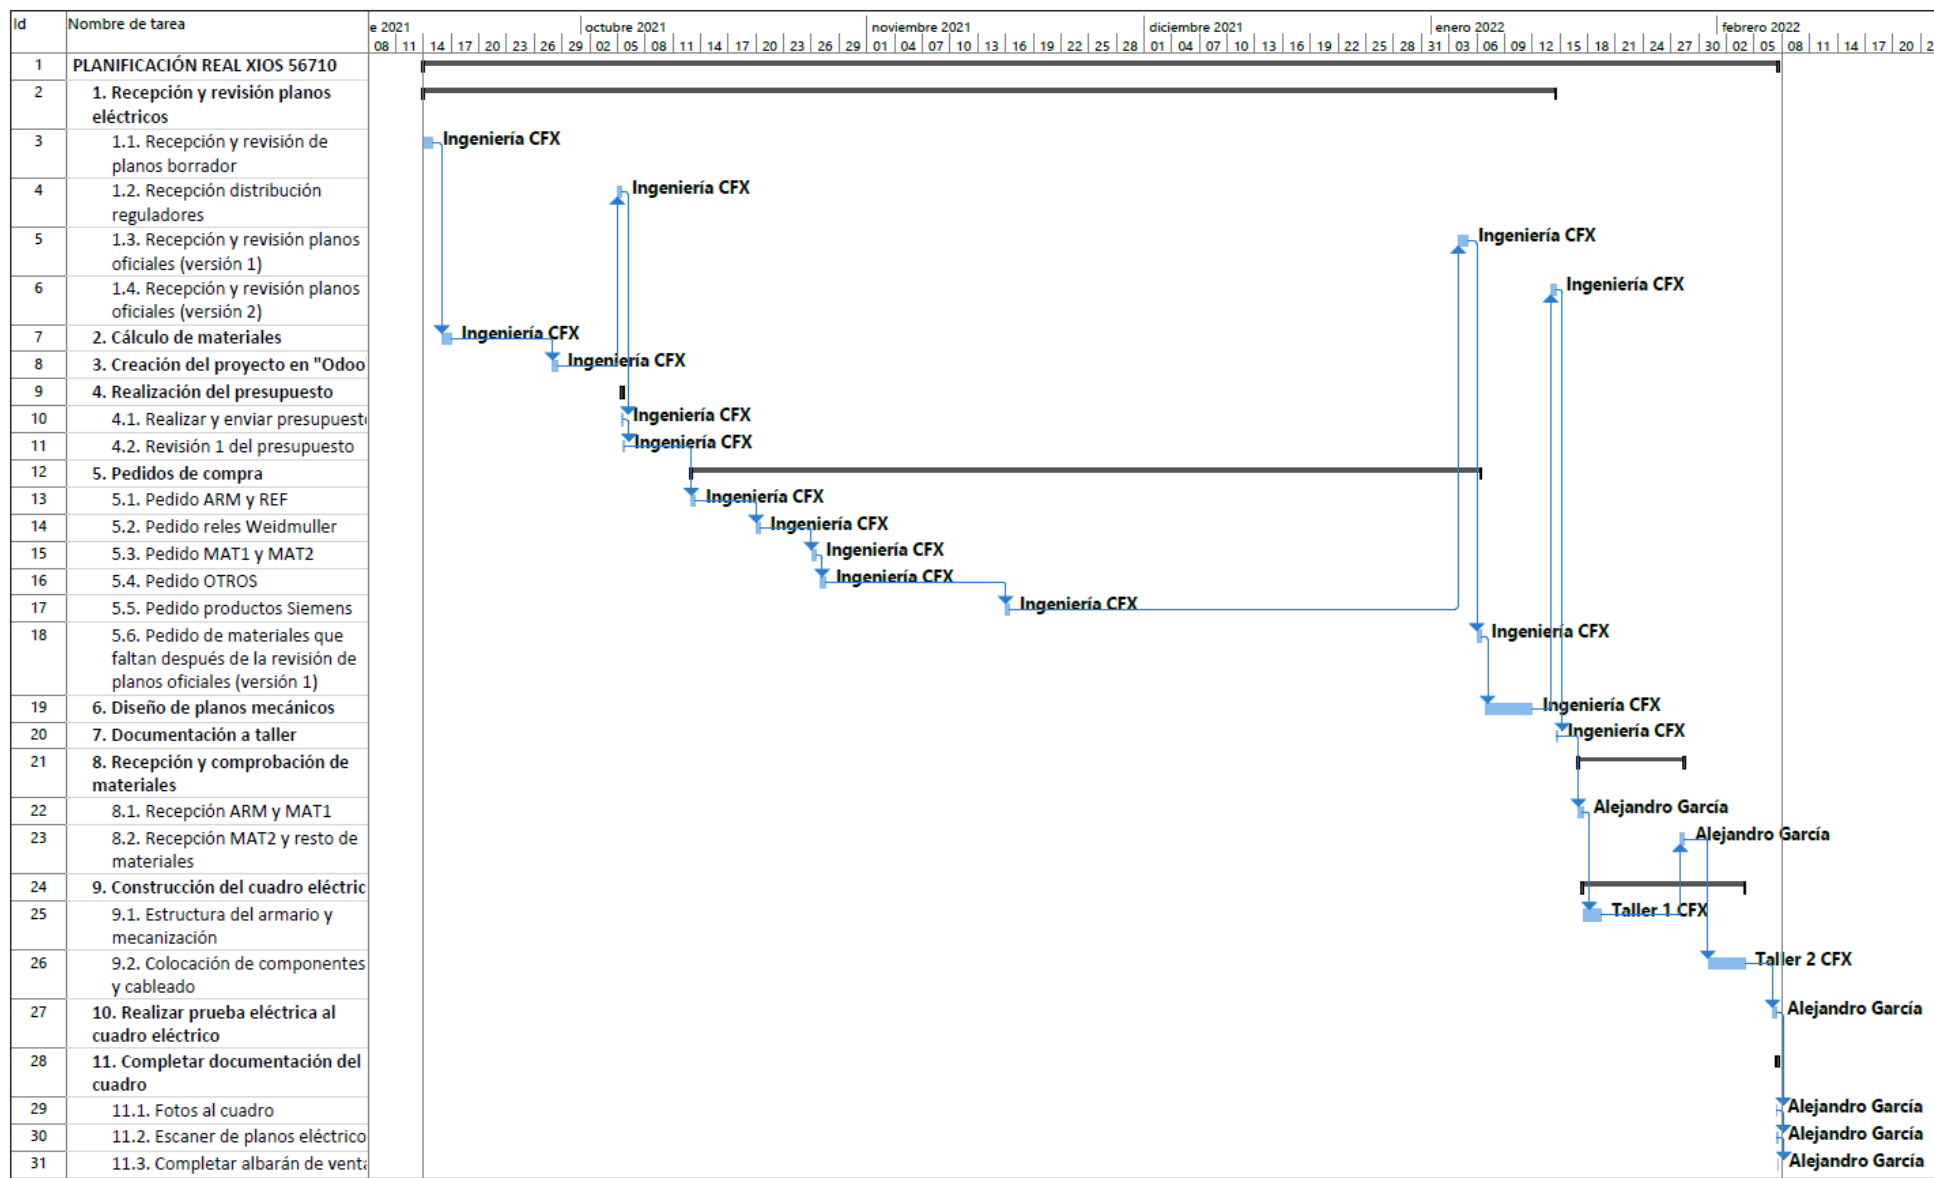 Id Nombre de tarea e 2021 octubre 2021 noviembre 2021 diciembre 2021 enero 2022 febrero 2022
08 11 14 17 20 23 26 29 02 05 08 11 14 17 20 23 26 29 01 04 07 10 13 16 19 22 25 28 01 04 07 10 13 16 19 22 25 28 31 03 06 09 12 15 18 21 24 27 30 02 05 08 11 14 17 20 2
1 PLANIFICACIÓN REAL XIOS 56710
2 1. Recepción y revisión planos
eléctricos
3 1.1. Recepción y revisión de Ingeniería CFX
planos borrador
4 1.2. Recepción distribución Ingeniería CFX
reguladores
5 1.3. Recepción y revisión planos Ingeniería CFX
oficiales (versión 1)
6 1.4. Recepción y revisión planos Ingeniería CFX
oficiales (versión 2)
7 2. Cálculo de materiales Ingeniería CFX
8 3. Creación del proyecto en "Odoo Ingeniería CFX
9 4. Realización del presupuesto
10 4.1. Realizar y enviar presupuesto Ingeniería CFX
11 4.2. Revisión 1 del presupuesto Ingeniería CFX
12 5. Pedidos de compra
13 5.1. Pedido ARM y REF Ingeniería CFX
14 5.2. Pedido reles Weidmuller Ingeniería CFX
15 5.3. Pedido MAT1 y MAT2 Ingeniería CFX
16 5.4. Pedido OTROS Ingeniería CFX
17 5.5. Pedido productos Siemens Ingeniería CFX
18 5.6. Pedido de materiales que Ingeniería CFX
faltan después de la revisión de
planos oficiales (versión 1)
19 6. Diseño de planos mecánicos Ingeniería CFX
20 7. Documentación a taller Ingeniería CFX
21 8. Recepción y comprobación de
materiales
22 8.1. Recepción ARM y MAT1 Alejandro García
23 8.2. Recepción MAT2 y resto de Alejandro García
materiales
24 9. Construcción del cuadro eléctric
25 9.1. Estructura del armario y Taller 1 CFX
mecanización
26 9.2. Colocación de componentes Taller 2 CFX
y cableado
27 10. Realizar prueba eléctrica al Alejandro García
cuadro eléctrico
28 11. Completar documentación del
cuadro
29 11.1. Fotos al cuadro Alejandro García
30 11.2. Escaner de planos eléctrico Alejandro García
31 11.3. Completar albarán de venta Alejandro García